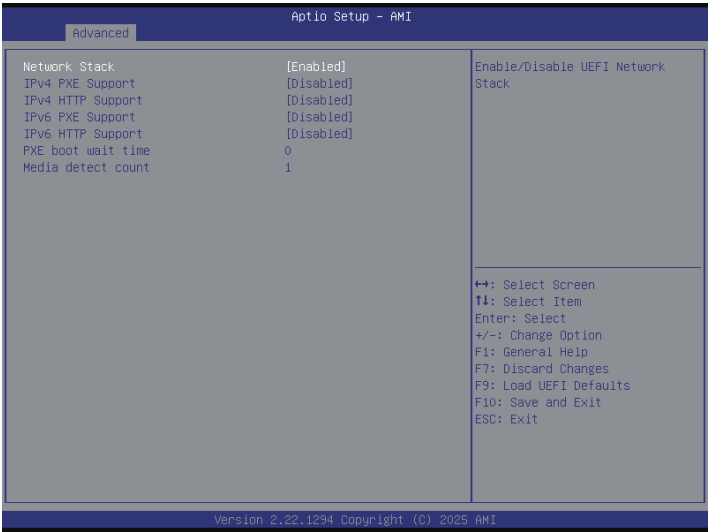 Aptio Setup - AMI
Advanced
Network Stack [Enabled]
IPv4 PXE Support [Disabled]
IPv4 HTTP Support [Disabled]
IPv6 PXE Support [Disabled]
IPv6 HTTP Support [Disabled]
PXE boot wait time 0
Media detect count 1
Enable/Disable UEFI Network
Stack
↔: Select Screen
↑↓: Select Item
Enter: Select
+/-: Change Option
F1: General Help
F7: Discard Changes
F9: Load UEFI Defaults
F10: Save and Exit
ESC: Exit
Version 2.22.1294 Copyright (C) 2025 AMI